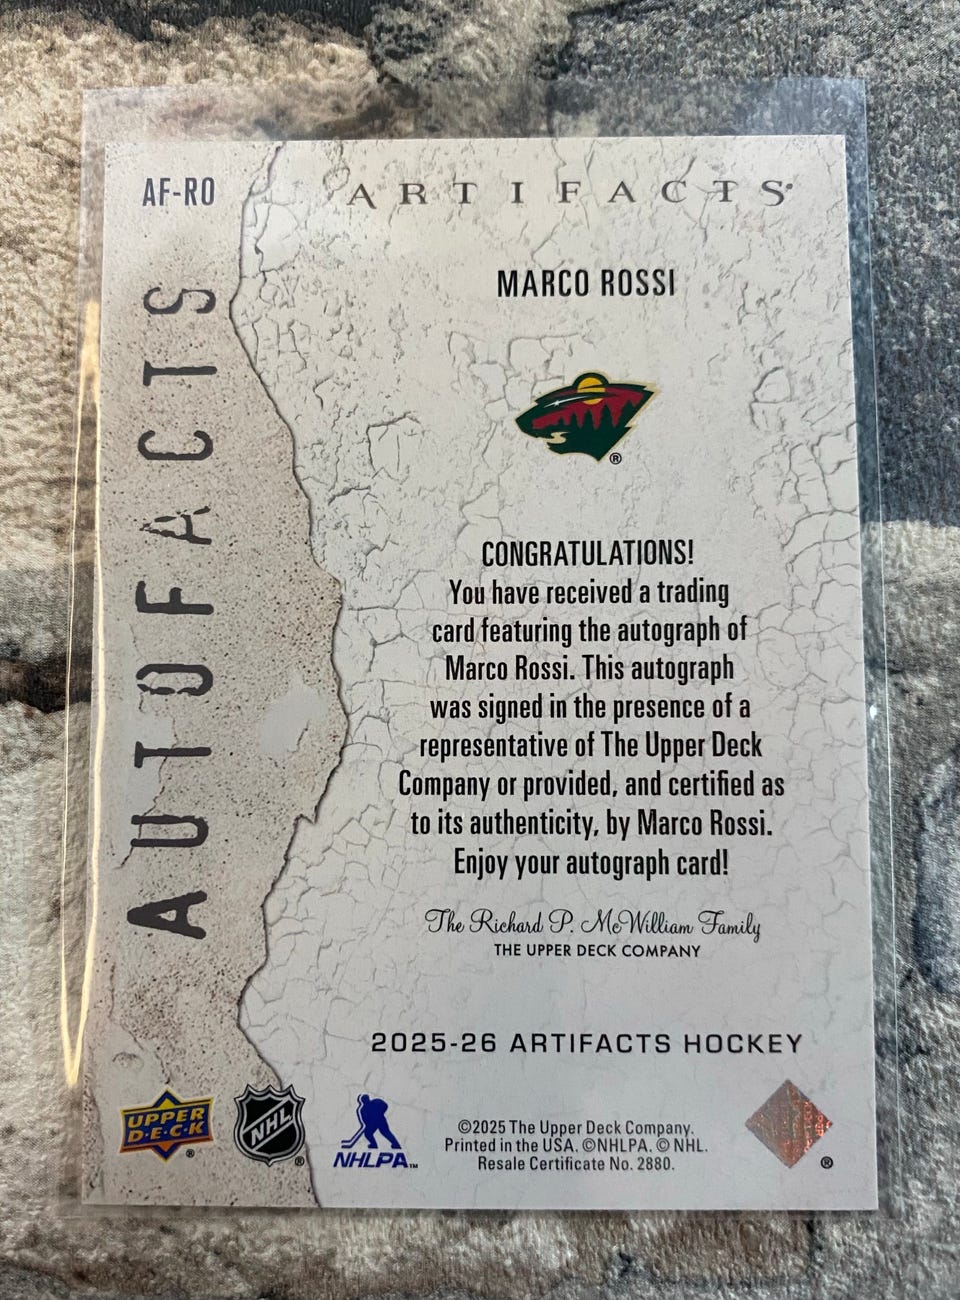 AF-RO
ARTIFACTS
AUTOFACTS
MARCO ROSSI
®
CONGRATULATIONS!
You have received a trading
card featuring the autograph of
Marco Rossi. This autograph
was signed in the presence of a
representative of The Upper Deck
Company or provided, and certified as
to its authenticity, by Marco Rossi.
Enjoy your autograph card!
The Richard P. McWilliam Family
THE UPPER DECK COMPANY
2025-26 ARTIFACTS HOCKEY
UPPER
D·E·C·K
®
NHL
®
NHLPA™
©2025 The Upper Deck Company.
Printed in the USA. ©NHLPA. © NHL.
Resale Certificate No. 2880.
®